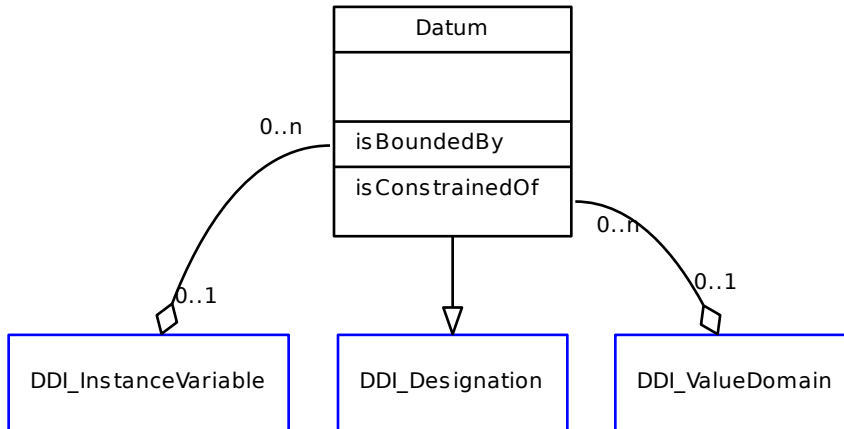 Datum
0..n
isBoundedBy
isConstrainedOf
0..n
0..1
0..1
DDI_InstanceVariable
DDI_Designation
DDI_ValueDomain